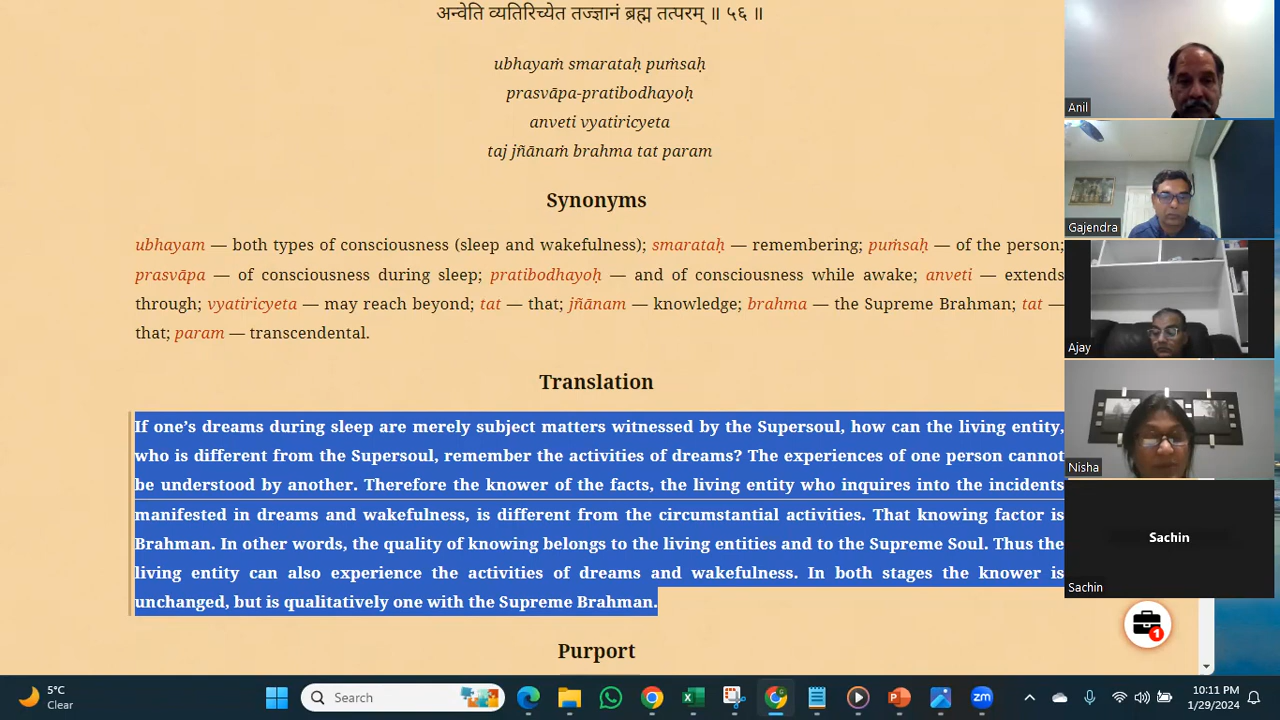 अन्वेति व्यतिरिच्येत तज्ज्ञानं ब्रह्म तत्परम् ॥ ५६ ॥
ubhayaṁ smarataḥ puṁsaḥ
prasvāpa-pratibodhayoḥ
anveti vyatiricyeta
taj jñānaṁ brahma tat param
Synonyms
ubhayam — both types of consciousness (sleep and wakefulness); smarataḥ — remembering; puṁsaḥ — of the person;
prasvāpa — of consciousness during sleep; pratibodhayoḥ — and of consciousness while awake; anveti — extends
through; vyatiricyeta — may reach beyond; tat — that; jñānam — knowledge; brahma — the Supreme Brahman; tat —
that; param — transcendental.
Translation
If one’s dreams during sleep are merely subject matters witnessed by the Supersoul, how can the living entity,
who is different from the Supersoul, remember the activities of dreams? The experiences of one person cannot
be understood by another. Therefore the knower of the facts, the living entity who inquires into the incidents
manifested in dreams and wakefulness, is different from the circumstantial activities. That knowing factor is
Brahman. In other words, the quality of knowing belongs to the living entities and to the Supreme Soul. Thus the
living entity can also experience the activities of dreams and wakefulness. In both stages the knower is
unchanged, but is qualitatively one with the Supreme Brahman.
Purport
Anil
Gajendra
Ajay
Nisha
Sachin
Sachin
1
5°C
Clear
Search
zm
10:11 PM
1/29/2024